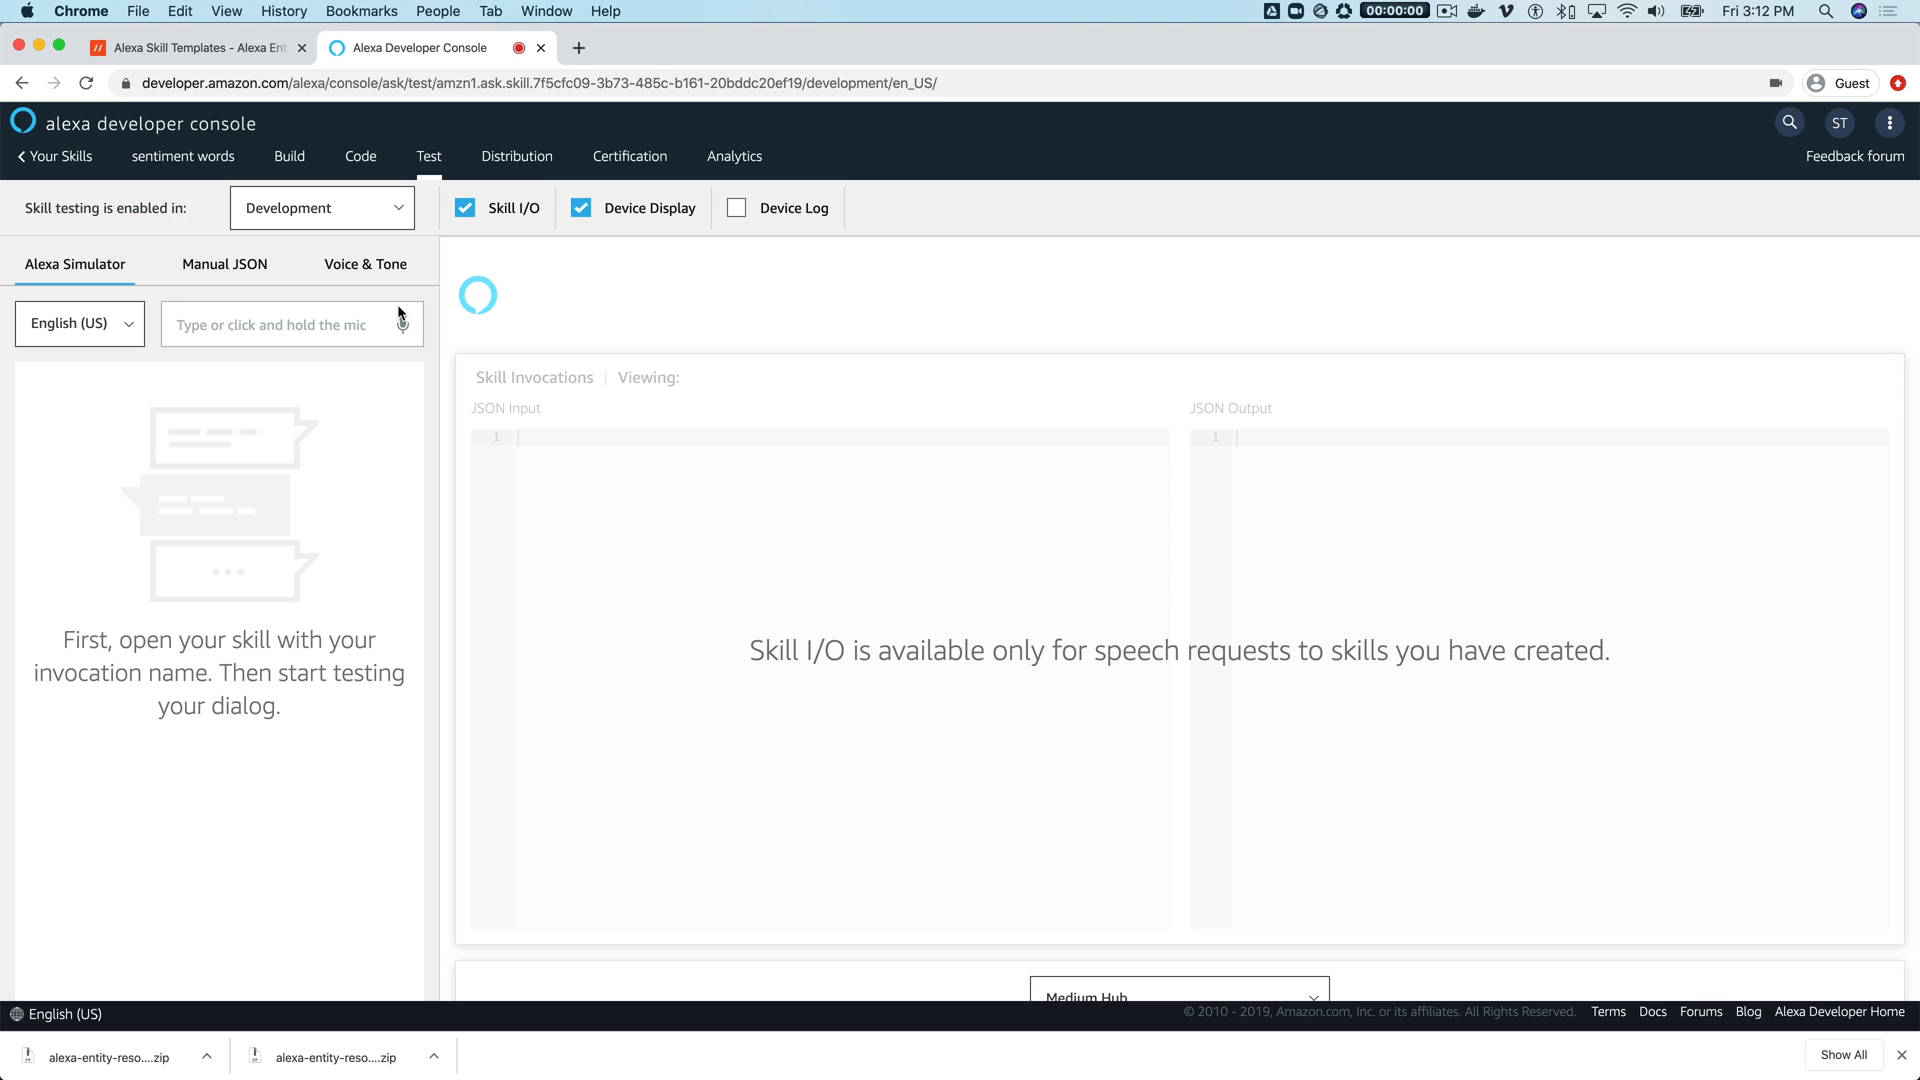 Chrome File Edit View History Bookmarks People Tab Window Help 00:00:00 Fri 3:12 PM
Alexa Skill Templates - Alexa Ent Alexa Developer Console
developer.amazon.com/alexa/console/ask/test/amzn1.ask.skill.7f5cfc09-3b73-485c-b161-20bddc20ef19/development/en_US/ Guest
alexa developer console ST
Your Skills sentiment words Build Code Test Distribution Certification Analytics Feedback forum
Skill testing is enabled in: Development Skill I/O Device Display Device Log
Alexa Simulator Manual JSON Voice & Tone
English (US) Type or click and hold the mic
Skill Invocations | Viewing:
JSON Input JSON Output
1 1
First, open your skill with your
invocation name. Then start testing
your dialog.
Skill I/O is available only for speech requests to skills you have created.
Medium Hub
English (US) © 2010 - 2019, Amazon.com, Inc. or its affiliates. All Rights Reserved. Terms Docs Forums Blog Alexa Developer Home
alexa-entity-reso....zip alexa-entity-reso....zip Show All